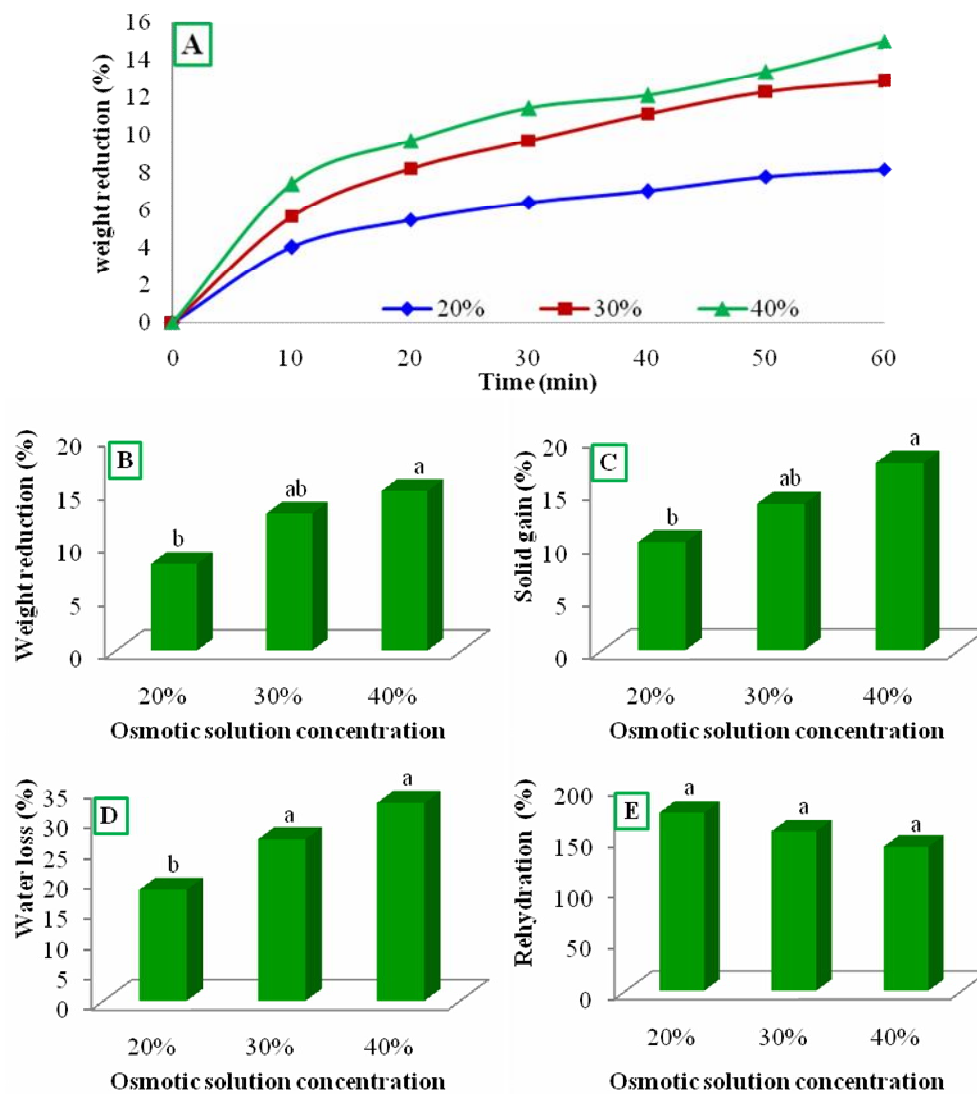 A
weight reduction (%)
16
14
12
10
8
6
4
2
0
20% 30% 40%
0 10 20 30 40 50 60
Time (min)
B
Weight reduction (%)
20
15
10
5
0
b ab a
20% 30% 40%
Osmotic solution concentration
C
Solid gain (%)
20
15
10
5
0
b ab a
20% 30% 40%
Osmotic solution concentration
D
Water loss (%)
35
30
25
20
15
10
5
0
b a a
20% 30% 40%
Osmotic solution concentration
E
Rehydration (%)
200
150
100
50
0
a a a
20% 30% 40%
Osmotic solution concentration